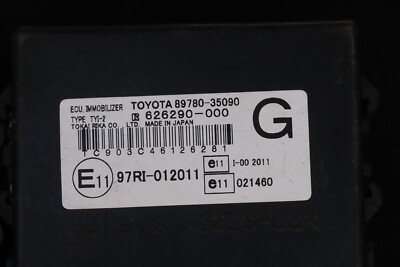 ECU, IMMOBILIZER TOYOTA 89780-35090
TYPE TYI-2 626290-000
TOKAI RIKA CO., LTD. MADE IN JAPAN
G
TC903C46126281
E11 97RI-012011
e11 I-00 2011
e11 021460